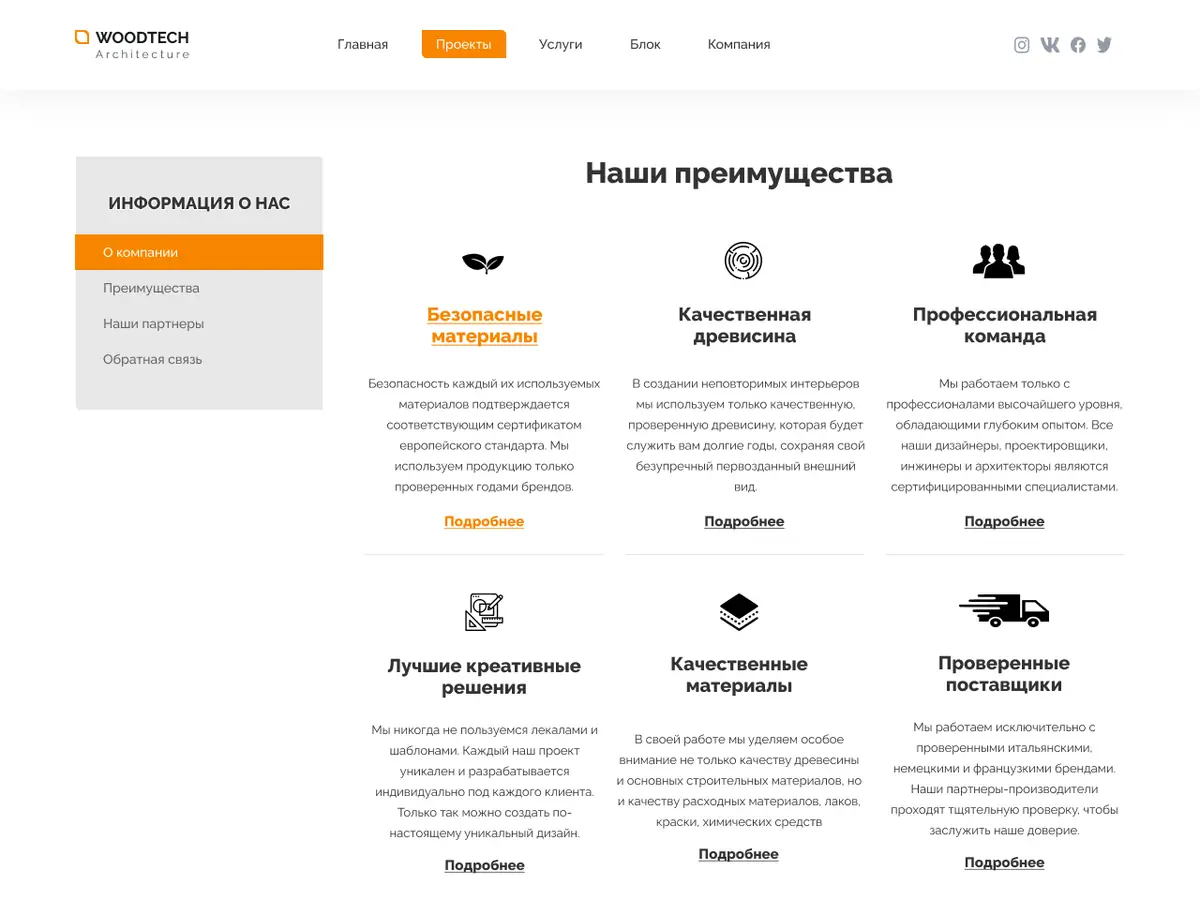 WOODTECH
Architecture
Главная
Проекты
Услуги
Блок
Компания
ИНФОРМАЦИЯ О НАС
О компании
Преимущества
Наши партнеры
Обратная связь
Наши преимущества
Безопасные
материалы
Безопасность каждый их используемых
материалов подтверждается
соответствующим сертификатом
европейского стандарта. Мы
используем продукцию только
проверенных годами брендов.
Подробнее
Качественная
древисина
В создании неповторимых интерьеров
мы используем только качественную,
проверенную древисину, которая будет
служить вам долгие годы, сохраняя свой
безупречный первозданный внешний
вид.
Подробнее
Профессиональная
команда
Мы работаем только с
профессионалами высочайшего уровня,
обладающими глубоким опытом. Все
наши дизайнеры, проектировщики,
инжинеры и архитекторы являются
сертифицированными специалистами.
Подробнее
Лучшие креативные
решения
Мы никогда не пользуемся лекалами и
шаблонами. Каждый наш проект
уникален и разрабатывается
индивидуально под каждого клиента.
Только так можно создать по-
настоящему уникальный дизайн.
Подробнее
Качественные
материалы
В своей работе мы уделяем особое
внимание не только качеству древесины
и основных строительных материалов, но
и качеству расходных материалов, лаков,
краски, химических средств
Подробнее
Проверенные
поставщики
Мы работаем исключительно с
проверенными итальянскими,
немецкими и французкими брендами.
Наши партнеры-производители
проходят тщятельную проверку, чтобы
заслужить наше доверие.
Подробнее